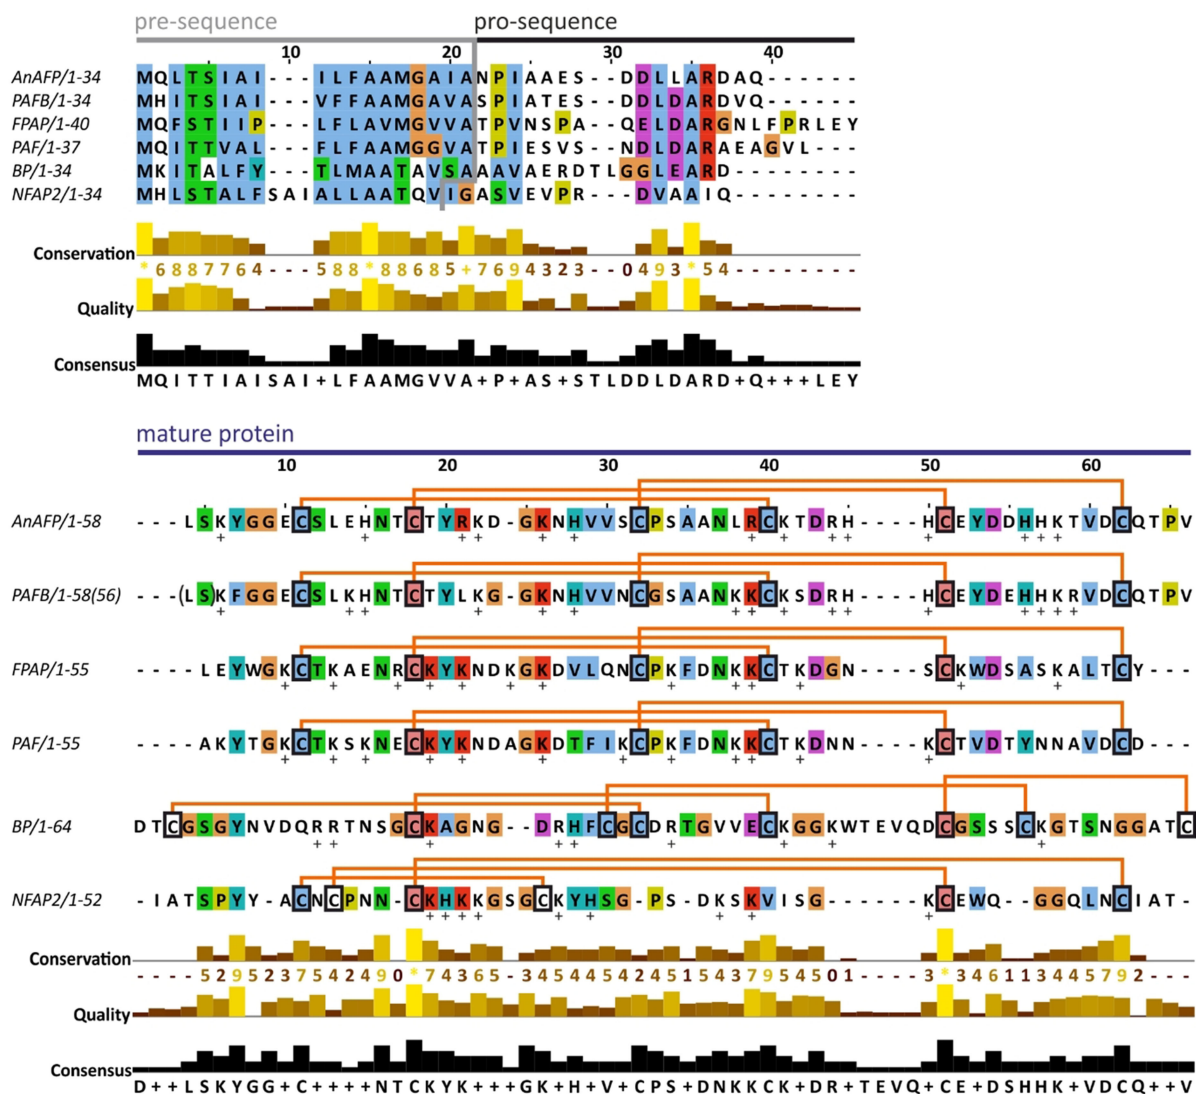 pre-sequence pro-sequence
10 20 30 40
AnAFP/1-34 MQLTSIAI---ILFAAMGAIANPIAAES--DDLLARDAQ------
PAFB/1-34 MHITSIAI---VFFAAMGAVASPIATES--DDLDARDVQ------
FPAP/1-40 MQFSTIIP---LFLAVMGVVATPVNSPA--QELDARGNLFPRLEY
PAF/1-37 MQITTVAL---FLFAAMGGVATPIESVS--NDLDARAEAGVL---
BP/1-34 MKITALFY---TLMAATAVSAAAVAERDTLGGLEARD--------
NFAP2/1-34 MHLSTALFSAIALLAATQVIGASVEVPR---DVAAIQ--------
Conservation
*6887764---588*88685+7694323--0493*54--------
Quality
Consensus
MQITTIAISAI+LFAAMGVVA+P+AS+STLDDLDARD+Q+++LEY
mature protein
10 20 30 40 50 60
AnAFP/1-58 ---LSKYGGECSLEHNTCTYRKD-GKNHVVSCPSAANLRCKTDRH----HCEYDDHHKTVDCQTPV
+ + + + + + + + + + + + +
PAFB/1-58(56) ---(LS)KFGGECSLKHNTCTYLKG-GKNHVVNCGSAANKKCKSDRH----HCEYDEHHKRVDCQTPV
+ + + + + + + + + + + + + + +
FPAP/1-55 ----LEYWGKCTKAENRCKYKNDKGKDVLQNCPKFDNKKCTKDGN----SCKWDSASKALTCY---
+ + + + + + + + + + + + +
PAF/1-55 ----AKYTGKCTKSKNECKYKNDAGKDTFIKCPKFDNKKCTKDNN----KCTVDTYNNAVDCD---
+ + + + + + + + + + + +
BP/1-64 DTCGSGYNVDQRRTNSGCKAGNG--DRHFCGCDRTGVVECKGGKWTEVQDCGSSSCKGTSNGGATC
+ + + + + + + + +
NFAP2/1-52 -IATSPYY-ACNCPNN-CKHKKGSGCKYHSG-PS-DKSKVISG------KCEWQ--GGQLNCIAT-
+ + + + + + + + +
Conservation
----529523754249 0*74365-3454454245154379545 01----3*34611344579 2---
Quality
Consensus
D++LSKYGG+C++++NTCKYK+++GK+H+V+CPS+DNKKCK+DR+TEVQ+CE+DSHHK+VDCQ++V